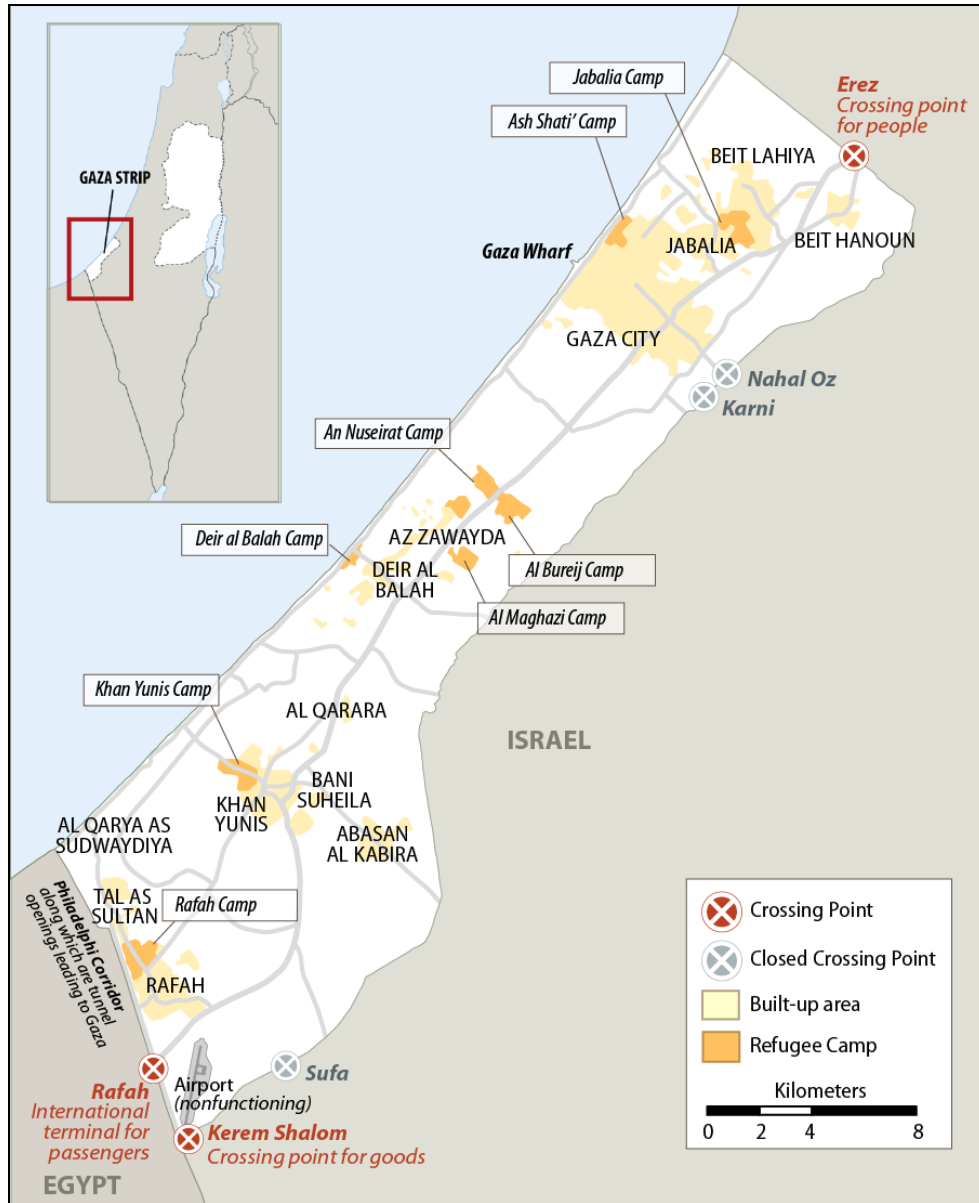 GAZA STRIP
Jabalia Camp
Ash Shati' Camp
Erez
Crossing point
for people
BEIT LAHIYA
BEIT HANOUN
JABALIA
Gaza Wharf
GAZA CITY
Nahal Oz
Karni
An Nuseirat Camp
Deir al Balah Camp
AZ ZAWAYDA
DEIR AL
BALAH
Al Bureij Camp
Al Maghazi Camp
Khan Yunis Camp
AL QARARA
ISRAEL
BANI
SUHEILA
KHAN
YUNIS
AL QARYA AS
SUDWAYDIYA
ABASAN
AL KABIRA
TAL AS
SULTAN
Rafah Camp
Philadelphi Corridor
along which are tunnel
openings leading to Gaza
RAFAH
Sufa
Rafah
International
terminal for
passengers
Airport
(nonfunctioning)
Kerem Shalom
Crossing point for goods
EGYPT
Crossing Point
Closed Crossing Point
Built-up area
Refugee Camp
Kilometers
0 2 4 8